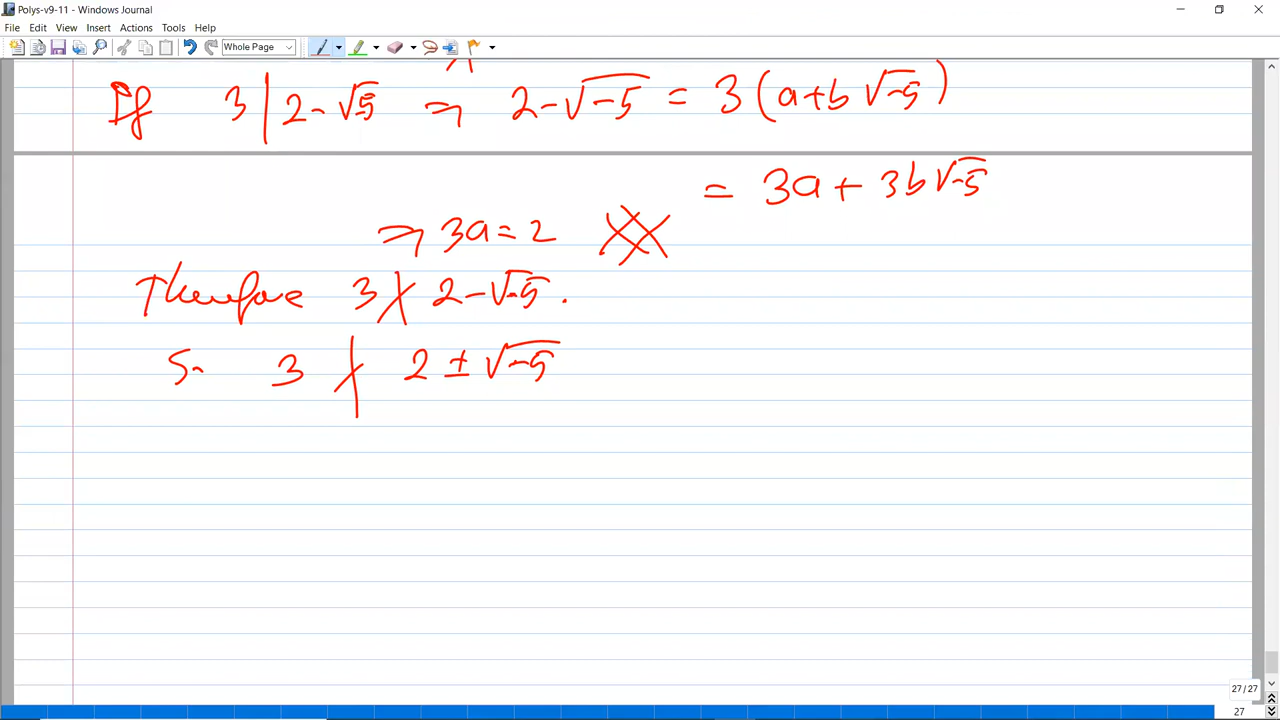 Polys-v9-11 - Windows Journal
File Edit View Insert Actions Tools Help
Whole Page
If 3 | 2 - √5 ⇒ 2 - √-5 = 3 (a + b √-5)
= 3a + 3b √-5
⇒ 3a = 2
Therefore 3 ∤ 2 - √-5 .
So 3 ∤ 2 ± √-5
27 / 27
27